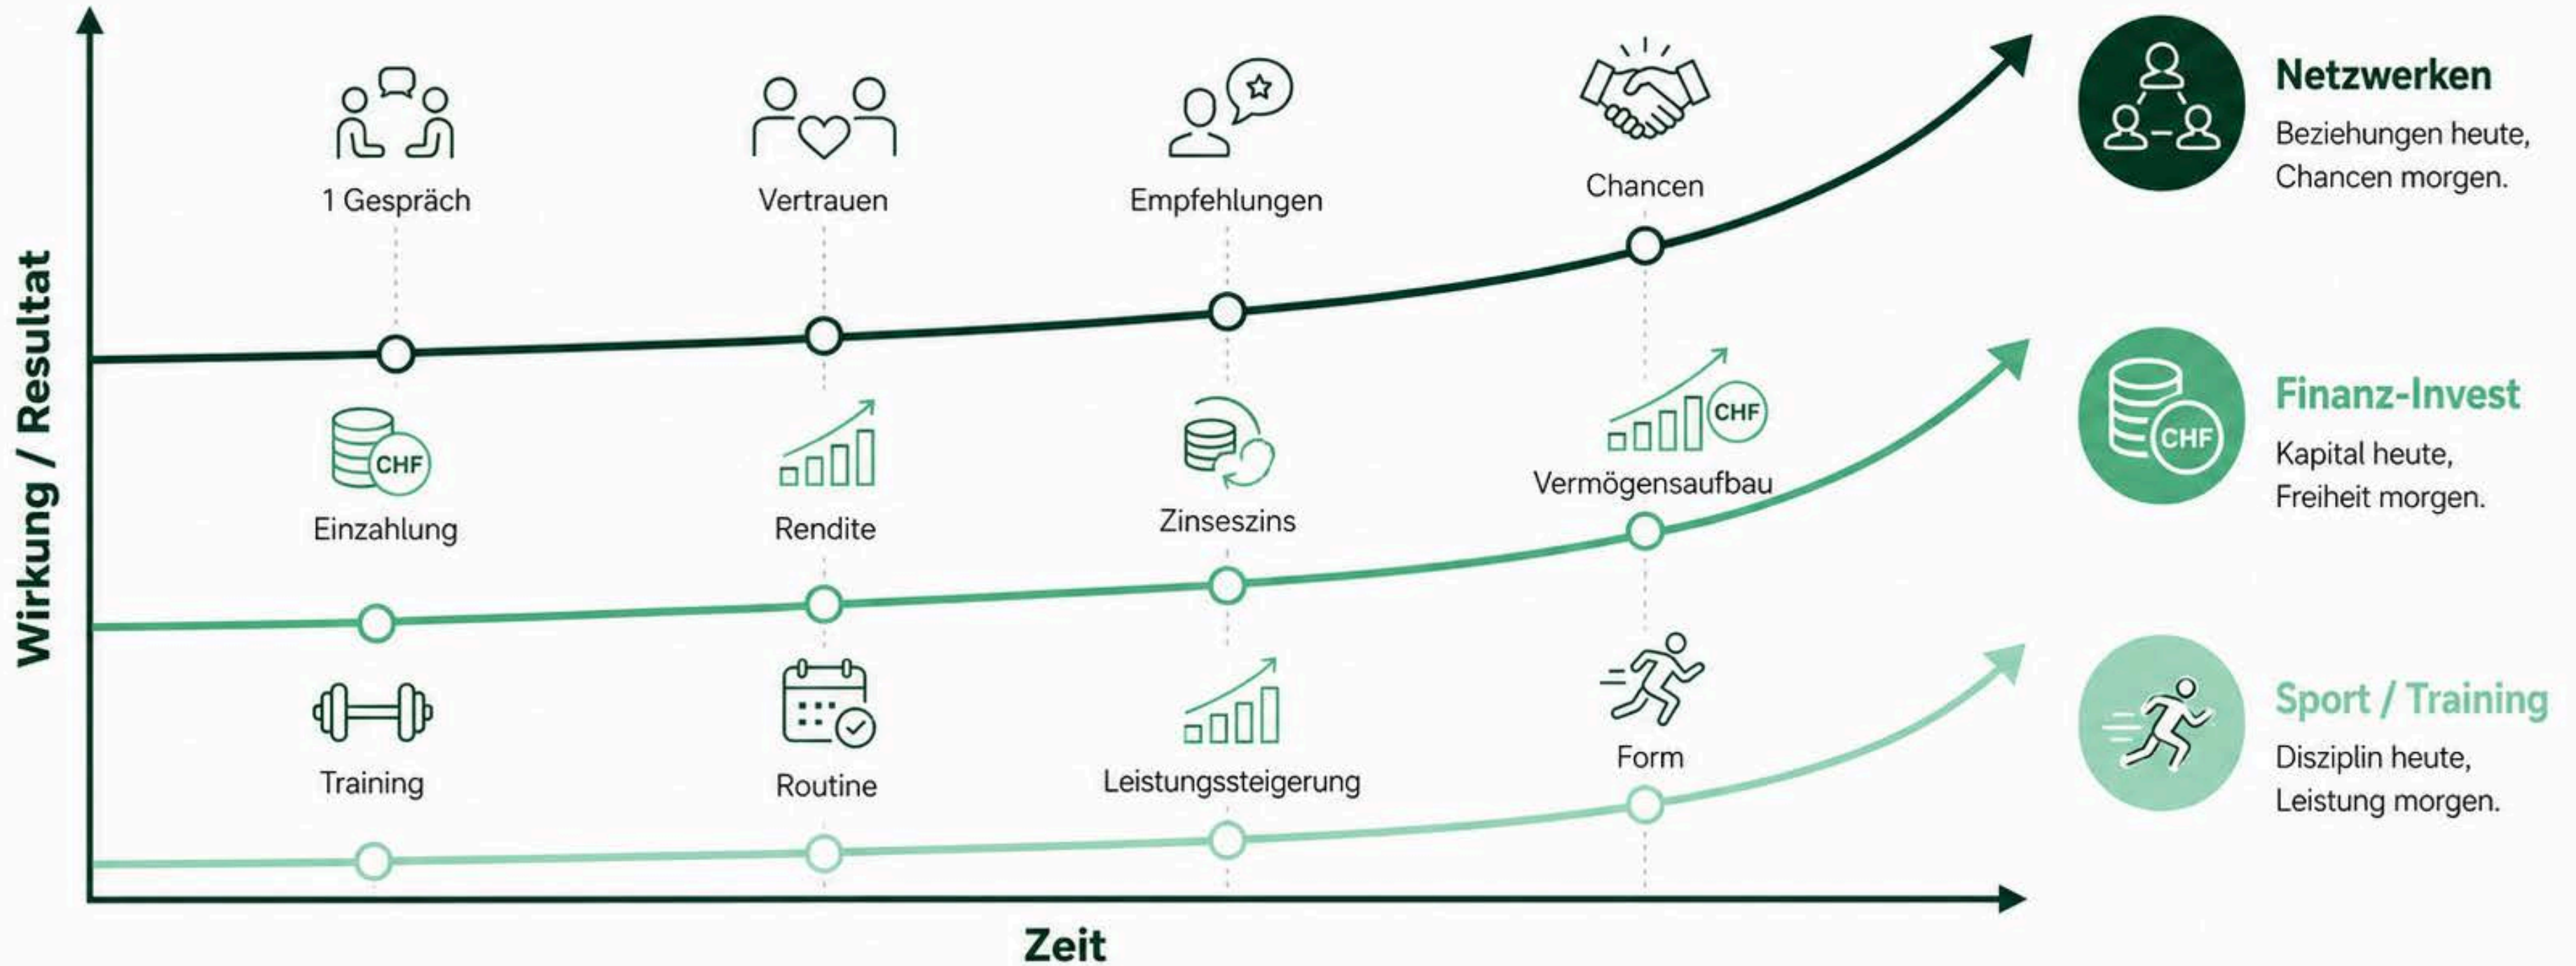 Wirkung / Resultat
1 Gespräch
Vertrauen
Empfehlungen
Chancen
Netzwerken
Beziehungen heute,
Chancen morgen.
CHF
Einzahlung
Rendite
Zinseszins
CHF
Vermögensaufbau
CHF
Finanz-Invest
Kapital heute,
Freiheit morgen.
Training
Routine
Leistungssteigerung
Form
Sport / Training
Disziplin heute,
Leistung morgen.
Zeit